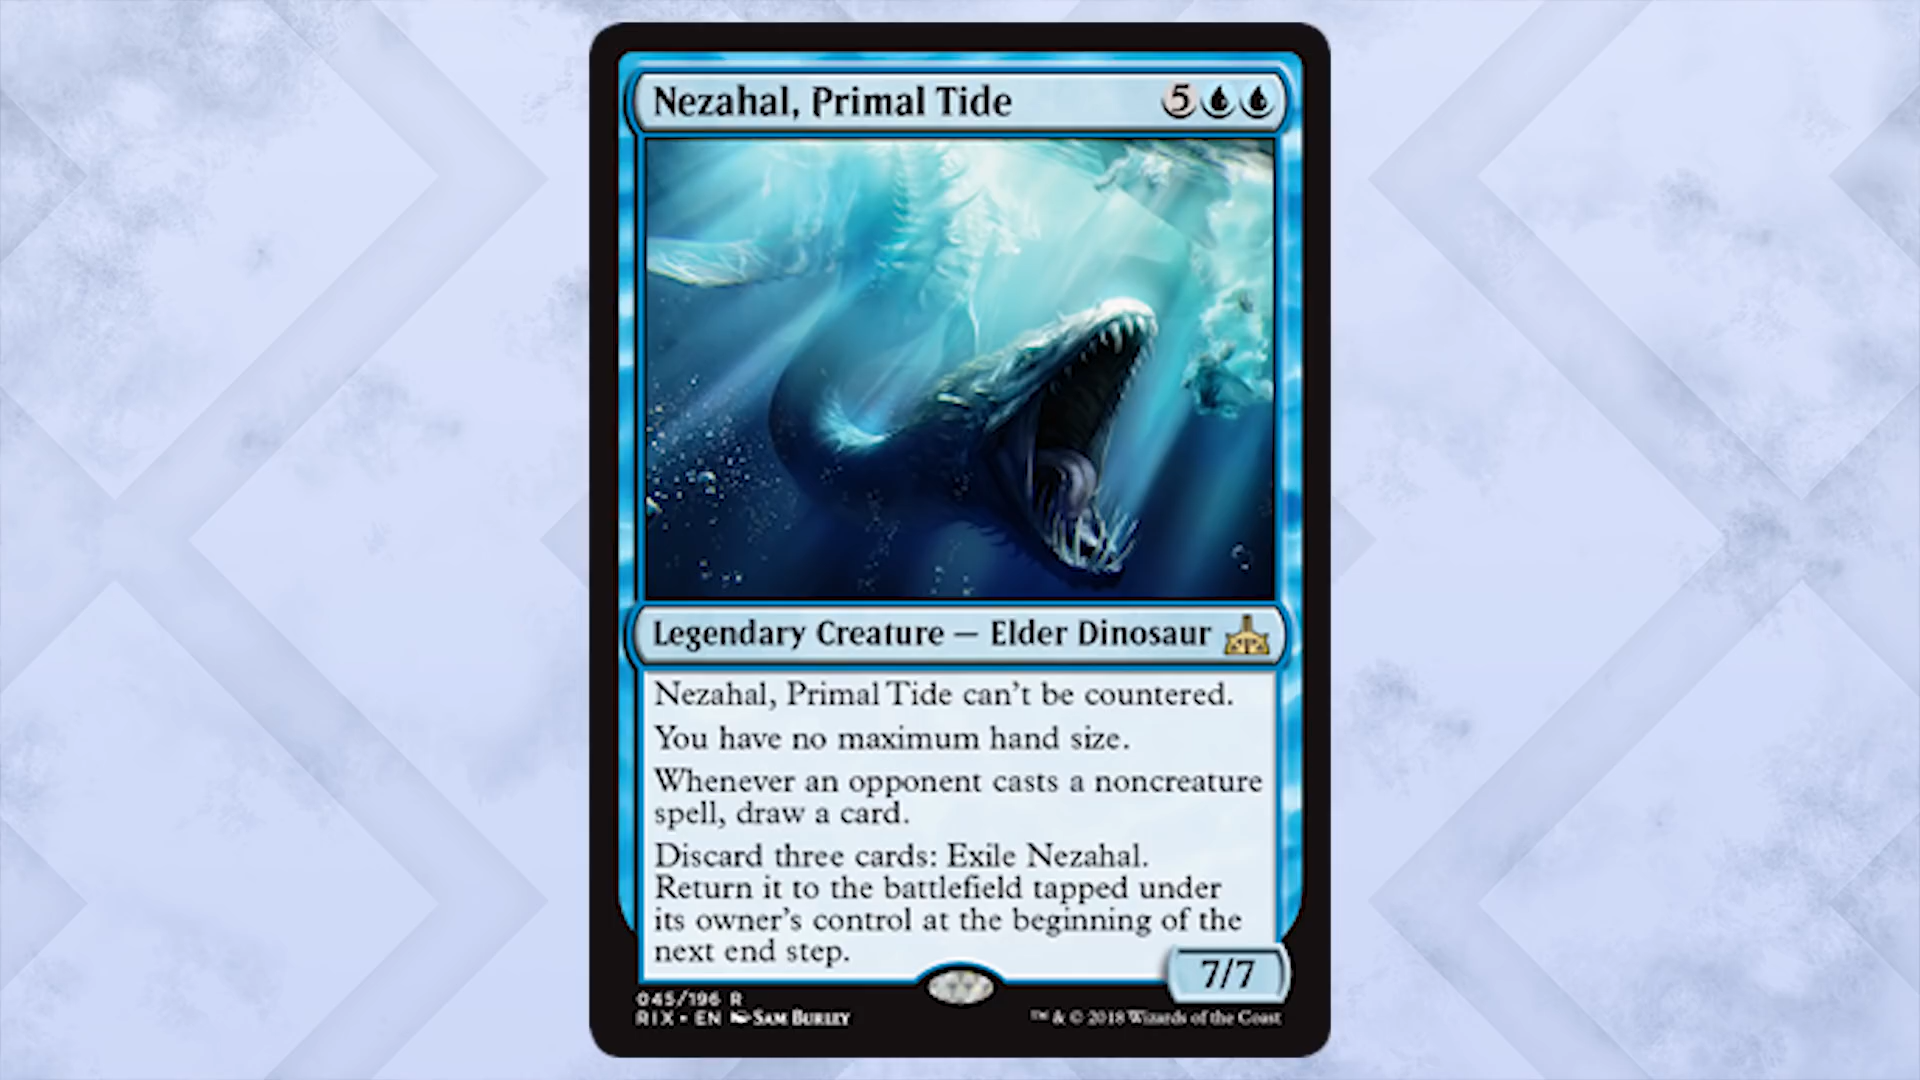 Nezahal, Primal Tide 5
Legendary Creature — Elder Dinosaur
Nezahal, Primal Tide can't be countered.
You have no maximum hand size.
Whenever an opponent casts a noncreature
spell, draw a card.
Discard three cards: Exile Nezahal.
Return it to the battlefield tapped under
its owner's control at the beginning of the
next end step.
7/7
045/196 R
RIX • EN Sam Burley
™ & © 2018 Wizards of the Coast